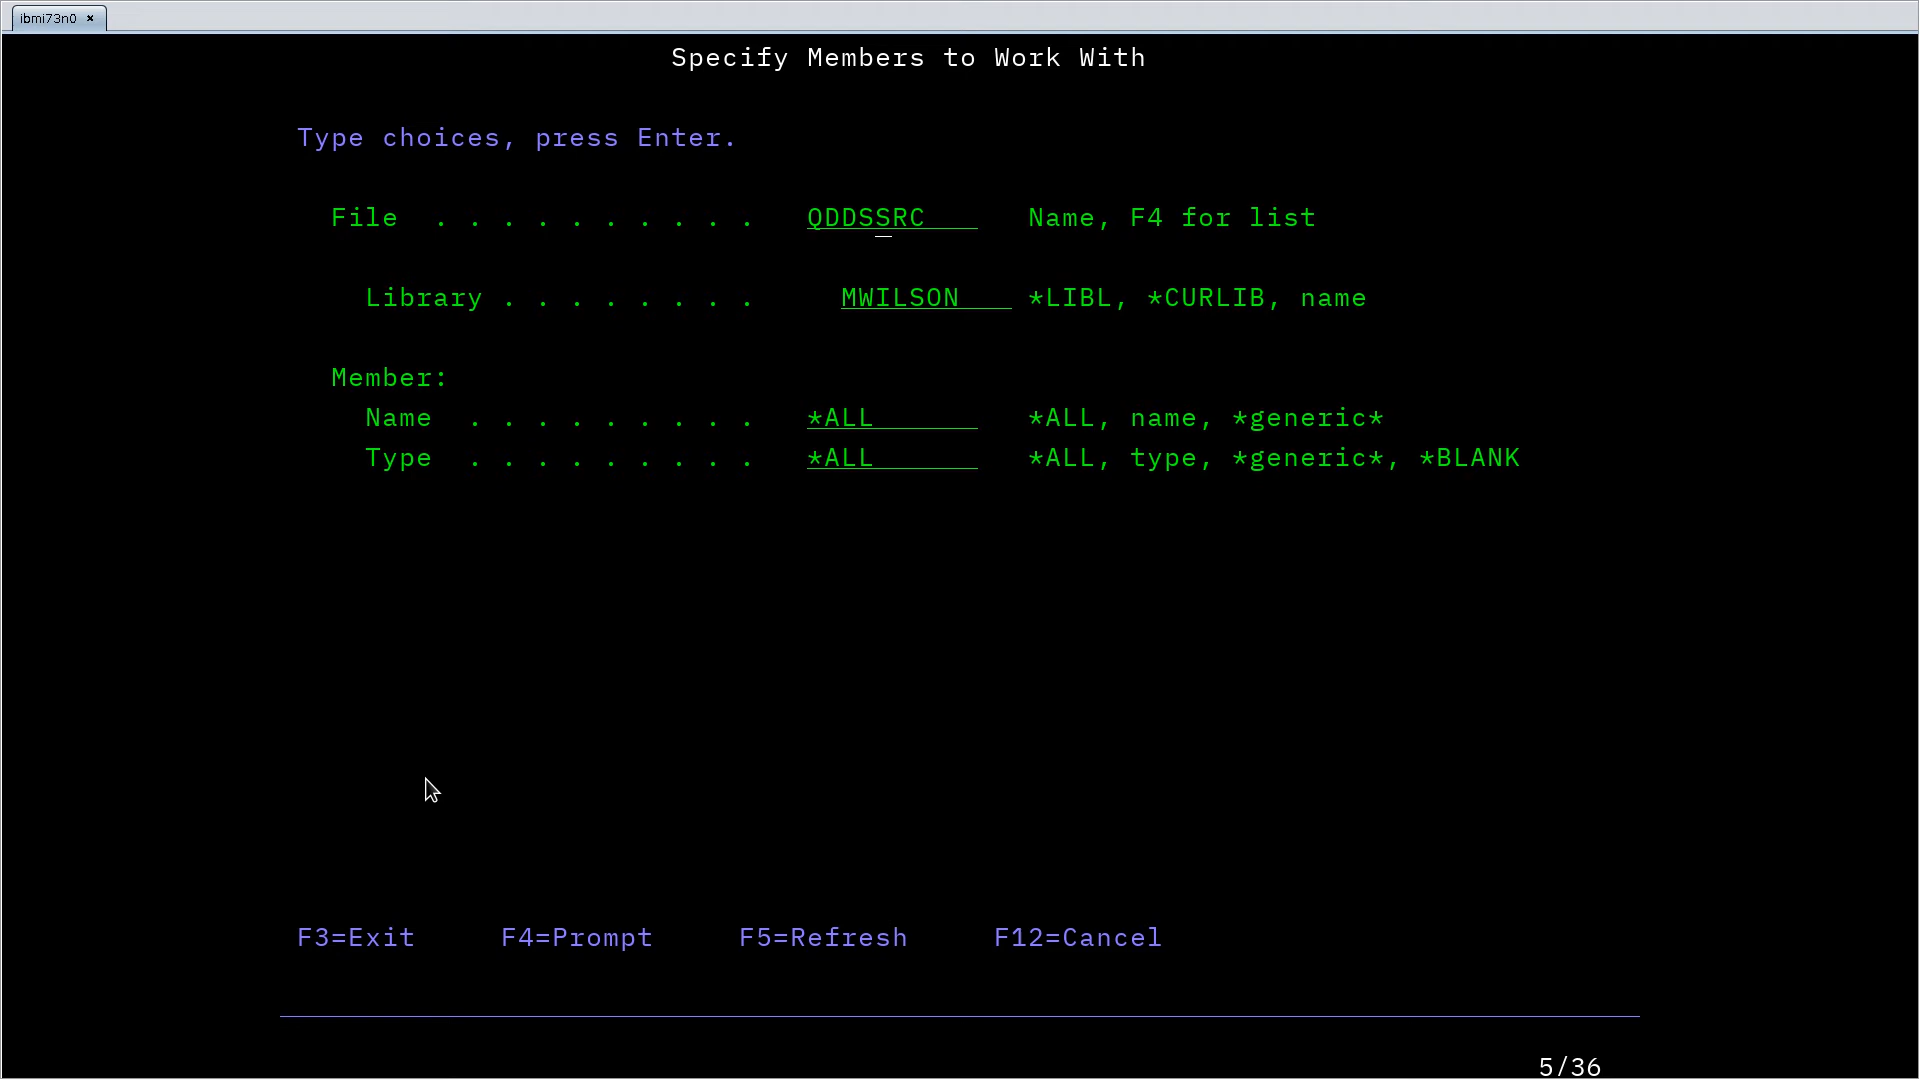 ibmi73n0 ×
Specify Members to Work With
Type choices, press Enter.
File . . . . . . . . . . QDDSSRC Name, F4 for list
Library . . . . . . . . MWILSON *LIBL, *CURLIB, name
Member:
Name . . . . . . . . . *ALL *ALL, name, *generic*
Type . . . . . . . . . *ALL *ALL, type, *generic*, *BLANK
F3=Exit F4=Prompt F5=Refresh F12=Cancel
5/36